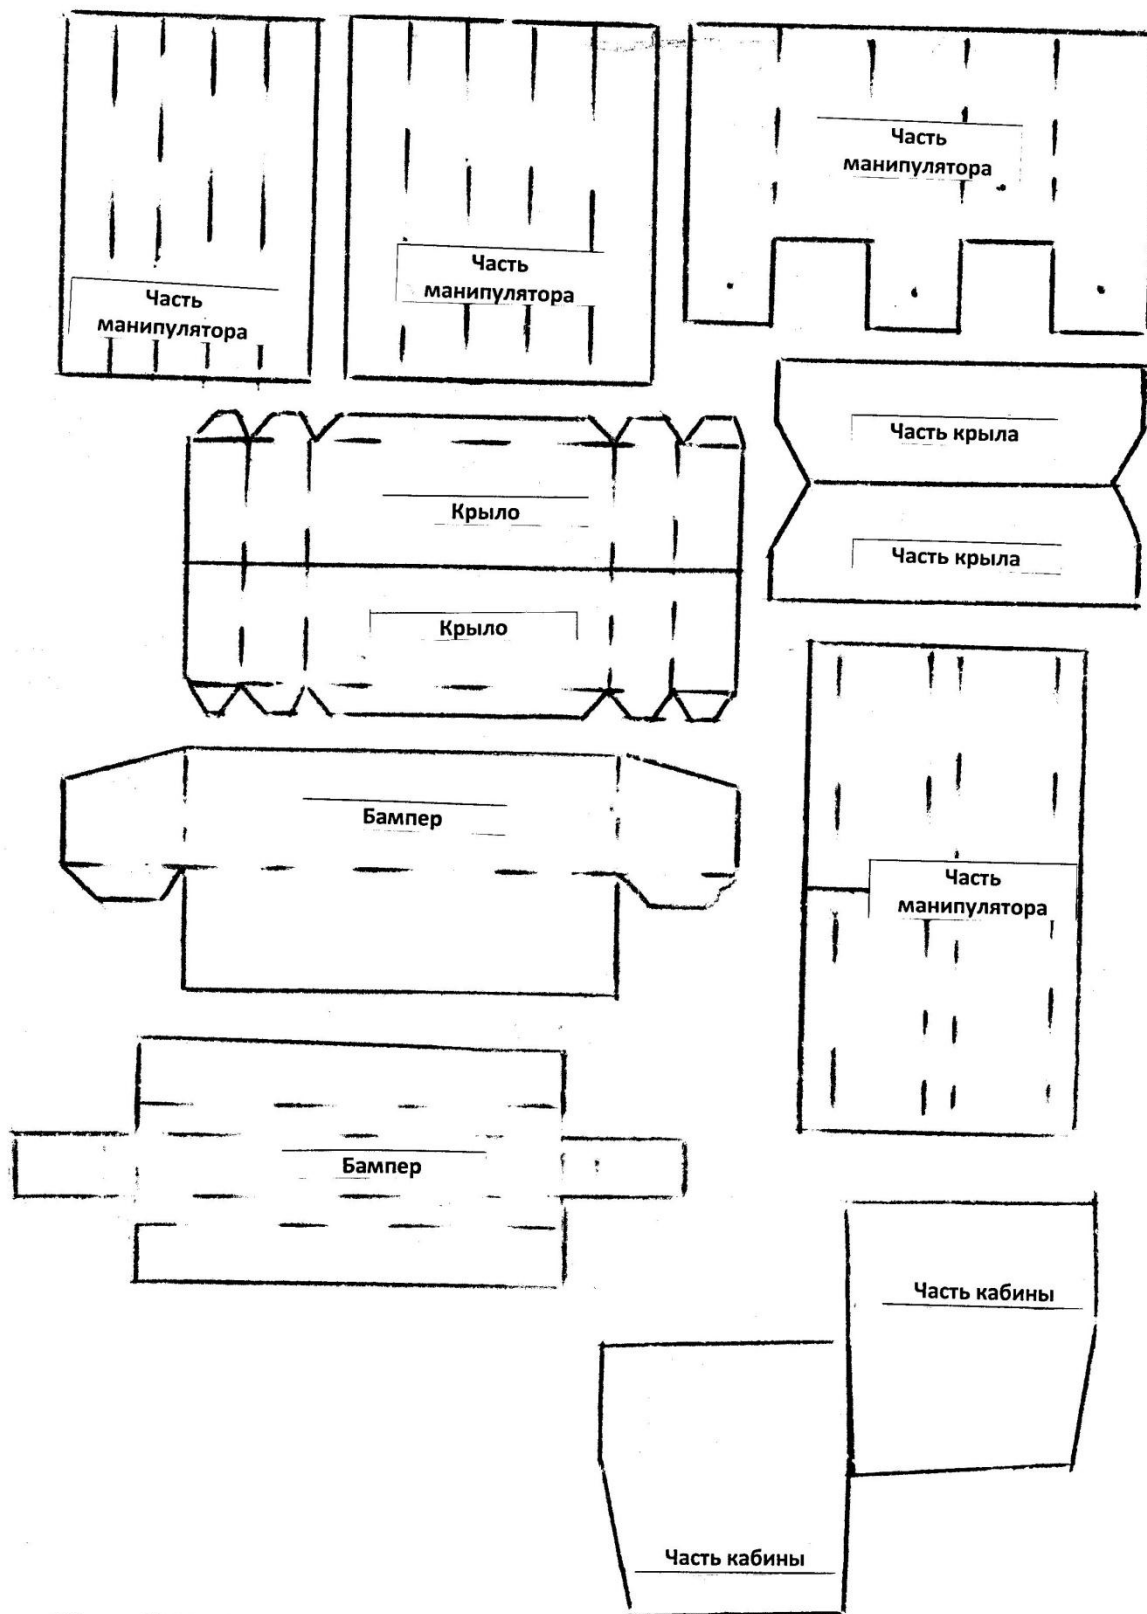 Часть
манипулятора
Часть
манипулятора
Часть
манипулятора
Часть крыла
Часть крыла
Крыло
Крыло
Бампер
Часть
манипулятора
Бампер
Часть кабины
Часть кабины